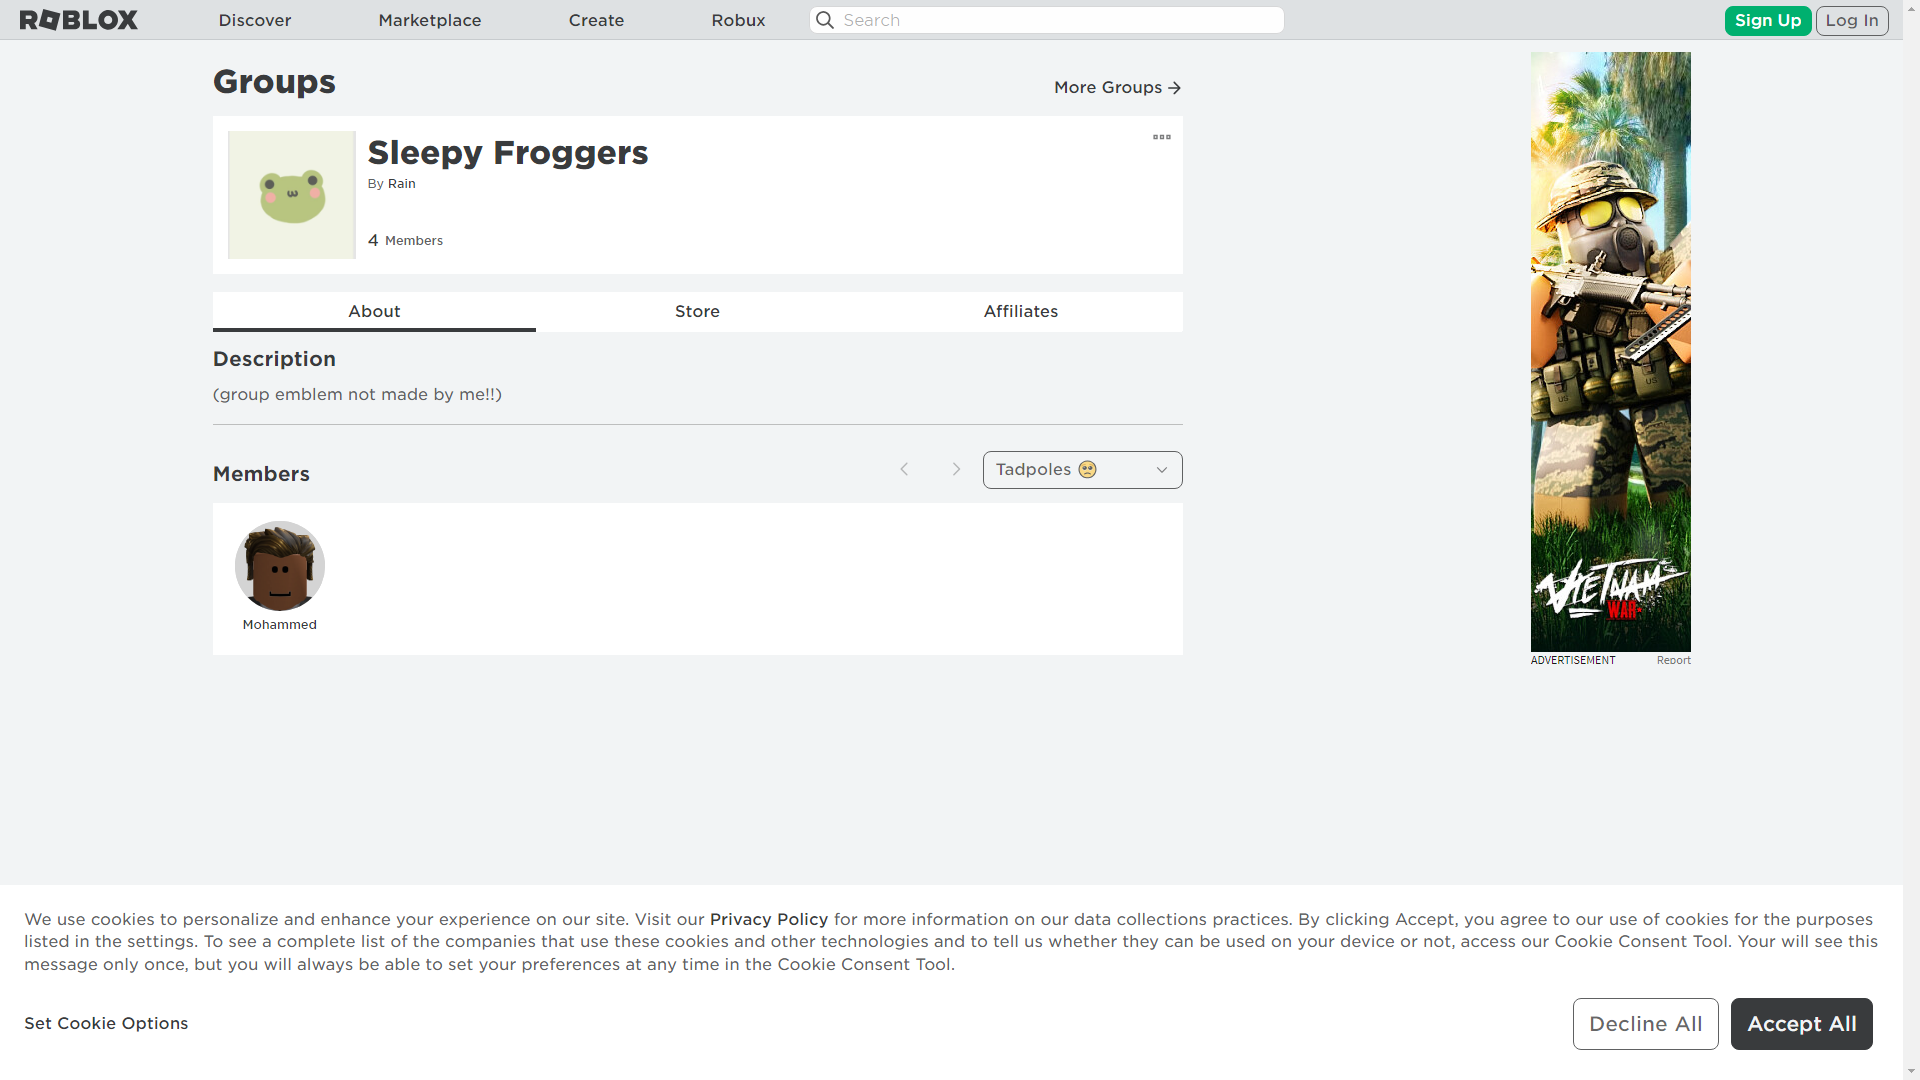 ROBLOX
Discover
Marketplace
Create
Robux
Search
Sign Up
Log In
Groups
More Groups
Sleepy Froggers
By Rain
4 Members
About
Store
Affiliates
Description
(group emblem not made by me!!)
Members
Tadpoles 🥺
Mohammed
US
US
VIETNAM
WAR
ADVERTISEMENT
Report
We use cookies to personalize and enhance your experience on our site. Visit our Privacy Policy for more information on our data collections practices. By clicking Accept, you agree to our use of cookies for the purposes
listed in the settings. To see a complete list of the companies that use these cookies and other technologies and to tell us whether they can be used on your device or not, access our Cookie Consent Tool. Your will see this
message only once, but you will always be able to set your preferences at any time in the Cookie Consent Tool.
Set Cookie Options
Decline All
Accept All